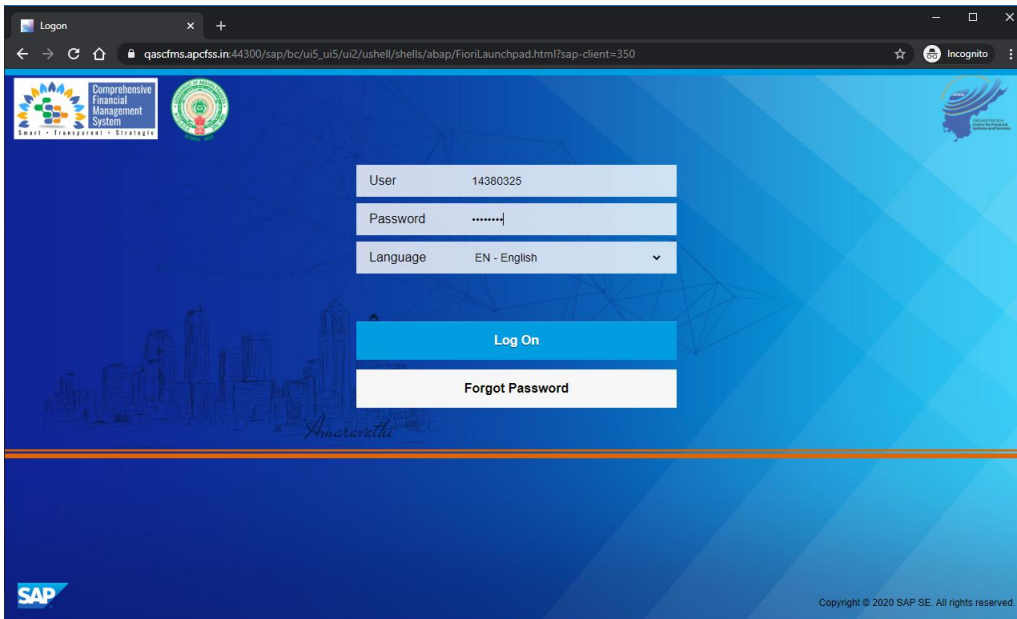 Logon
qascfms.apcfss.in:44300/sap/bc/ui5_ui5/ui2/ushell/shells/abap/FioriLaunchpad.html?sap-client=350
Incognito
Comprehensive
Financial
Management
System
Smart - Transparent - Strategic
User 14380325
Password ••••••••
Language EN - English
Log On
Forgot Password
Amaravathi
SAP
Copyright © 2020 SAP SE. All rights reserved.